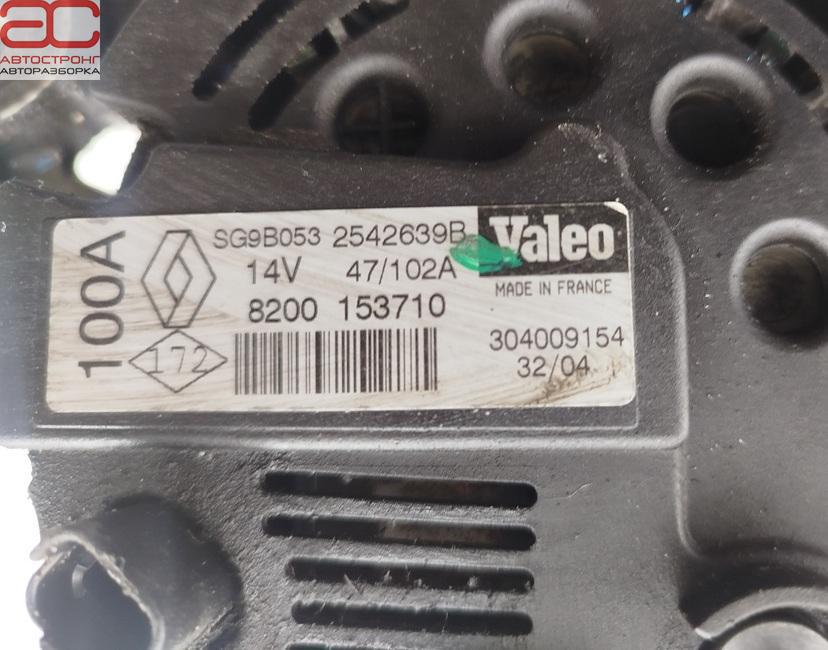 АС
АВТОСТРОНГ
АВТОРАЗБОРКА
100A
SG9B053 2542639B
14V 47/102A
8200 153710
172
Valeo
MADE IN FRANCE
304009154
32/04